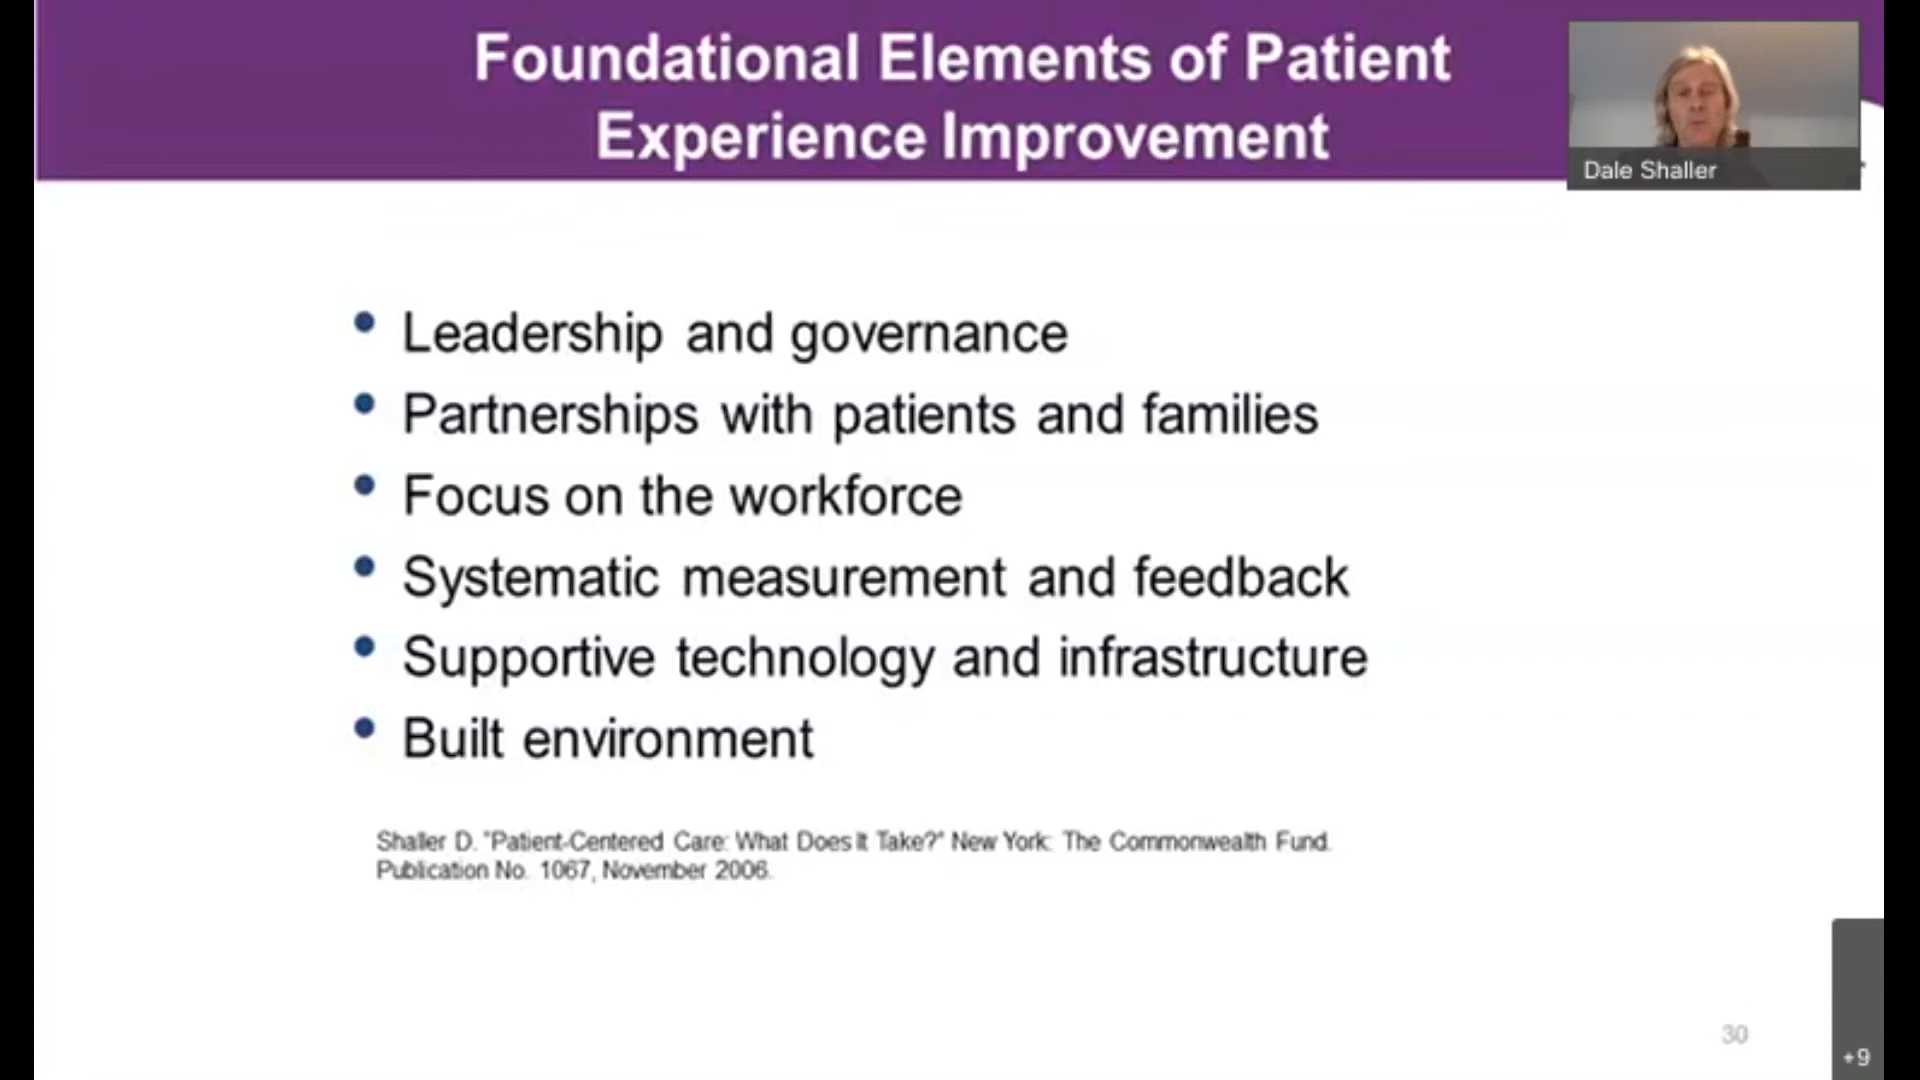 Foundational Elements of Patient
Experience Improvement
Dale Shaller
• Leadership and governance
• Partnerships with patients and families
• Focus on the workforce
• Systematic measurement and feedback
• Supportive technology and infrastructure
• Built environment
Shaller D. "Patient-Centered Care: What Does It Take?" New York: The Commonwealth Fund.
Publication No. 1067, November 2006.
30
+9